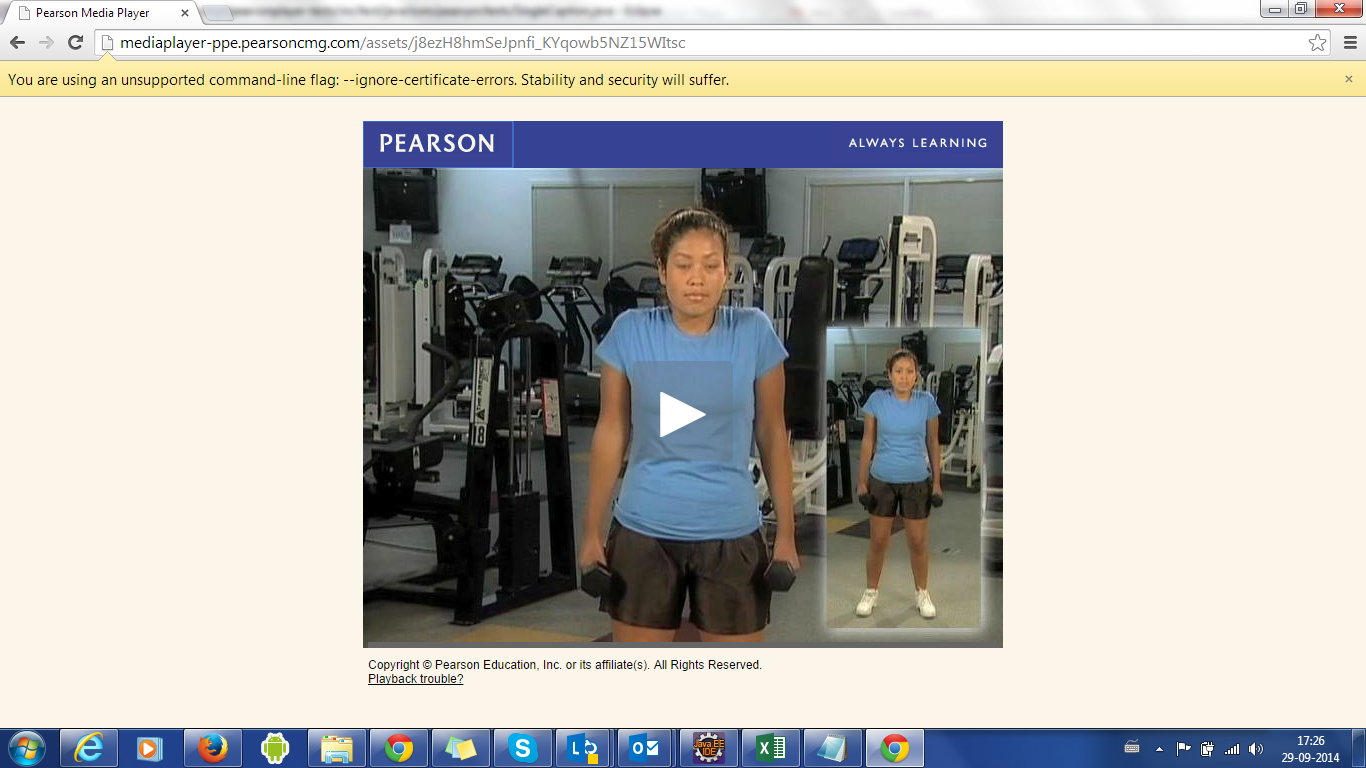 Pearson Media Player
mediaplayer-ppe.pearsoncmg.com/assets/j8ezH8hmSeJpnfi_KYqowb5NZ15WItsc
You are using an unsupported command-line flag: --ignore-certificate-errors. Stability and security will suffer.
PEARSON
ALWAYS LEARNING
18
Copyright © Pearson Education, Inc. or its affiliate(s). All Rights Reserved.
Playback trouble?
Java EE
IDE
17:26
29-09-2014